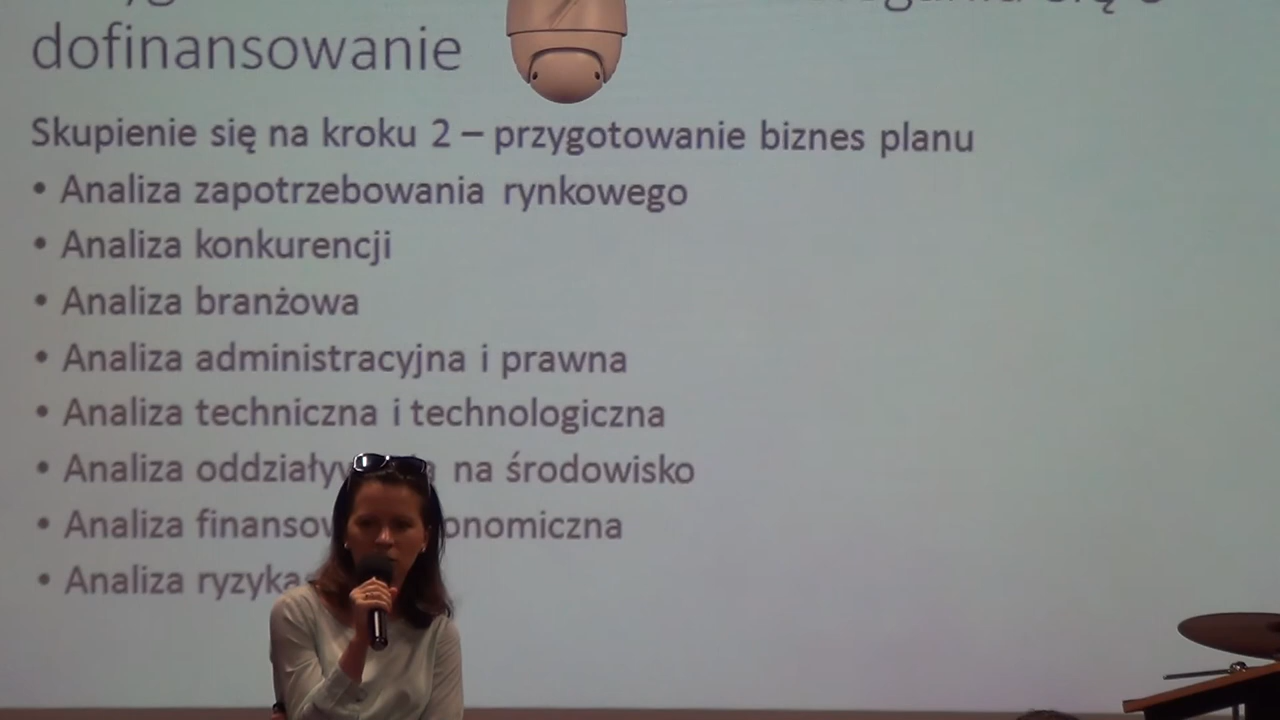 dofinansowanie
Skupienie się na kroku 2 – przygotowanie biznes planu
• Analiza zapotrzebowania rynkowego
• Analiza konkurencji
• Analiza branżowa
• Analiza administracyjna i prawna
• Analiza techniczna i technologiczna
• Analiza na środowisko
• Analiza
• Analiza ryzyka